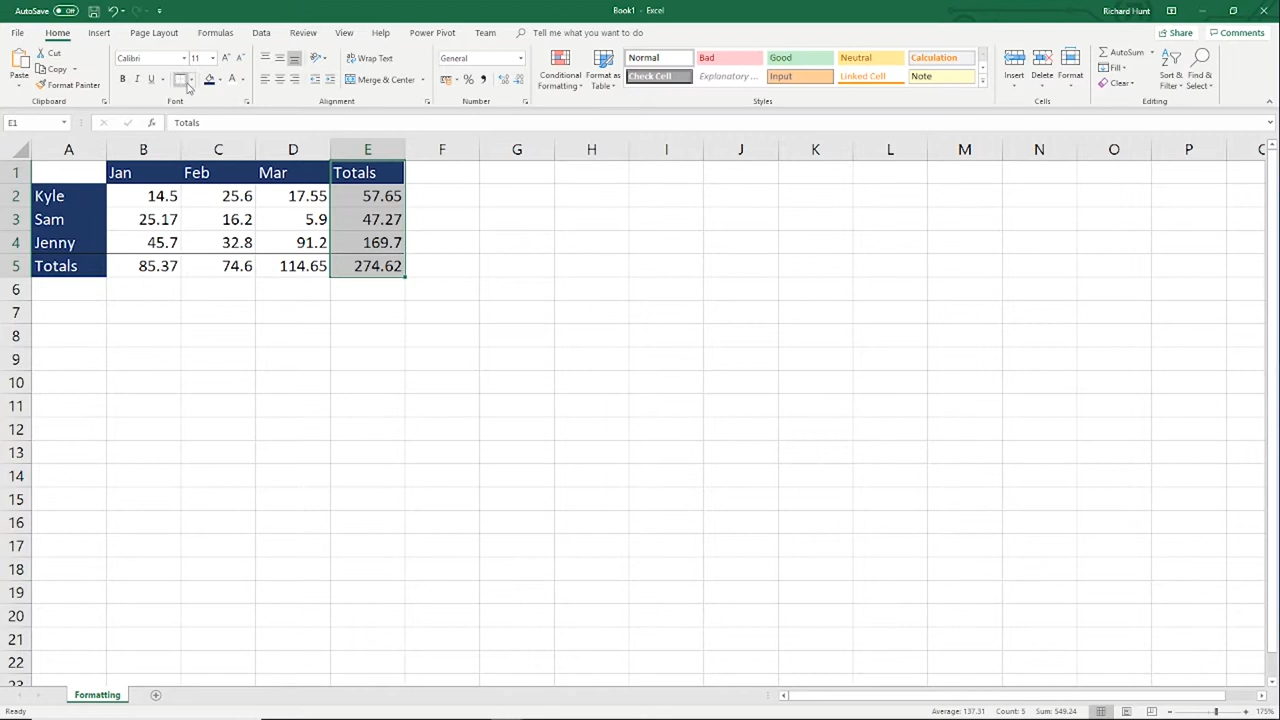 AutoSave Off Book1 - Excel Richard Hunt
File Home Insert Page Layout Formulas Data Review View Help Power Pivot Team Tell me what you want to do Share Comments
Cut Calibri 11 Wrap Text General Normal Bad Good Neutral Calculation AutoSum
Paste Copy Conditional Formatting Format as Table Insert Delete Format Fill Sort & Filter Find & Select
Format Painter B I U Merge & Center Check Cell Explanatory ... Input Linked Cell Note Clear
Clipboard Font Alignment Number Styles Cells Editing
E1 fx Totals
A B C D E F G H I J K L M N O P
1 Jan Feb Mar Totals
2 Kyle 14.5 25.6 17.55 57.65
3 Sam 25.17 16.2 5.9 47.27
4 Jenny 45.7 32.8 91.2 169.7
5 Totals 85.37 74.6 114.65 274.62
6
7
8
9
10
11
12
13
14
15
16
17
18
19
20
21
22
23
Formatting
Ready Average: 137.31 Count: 5 Sum: 549.24 175%